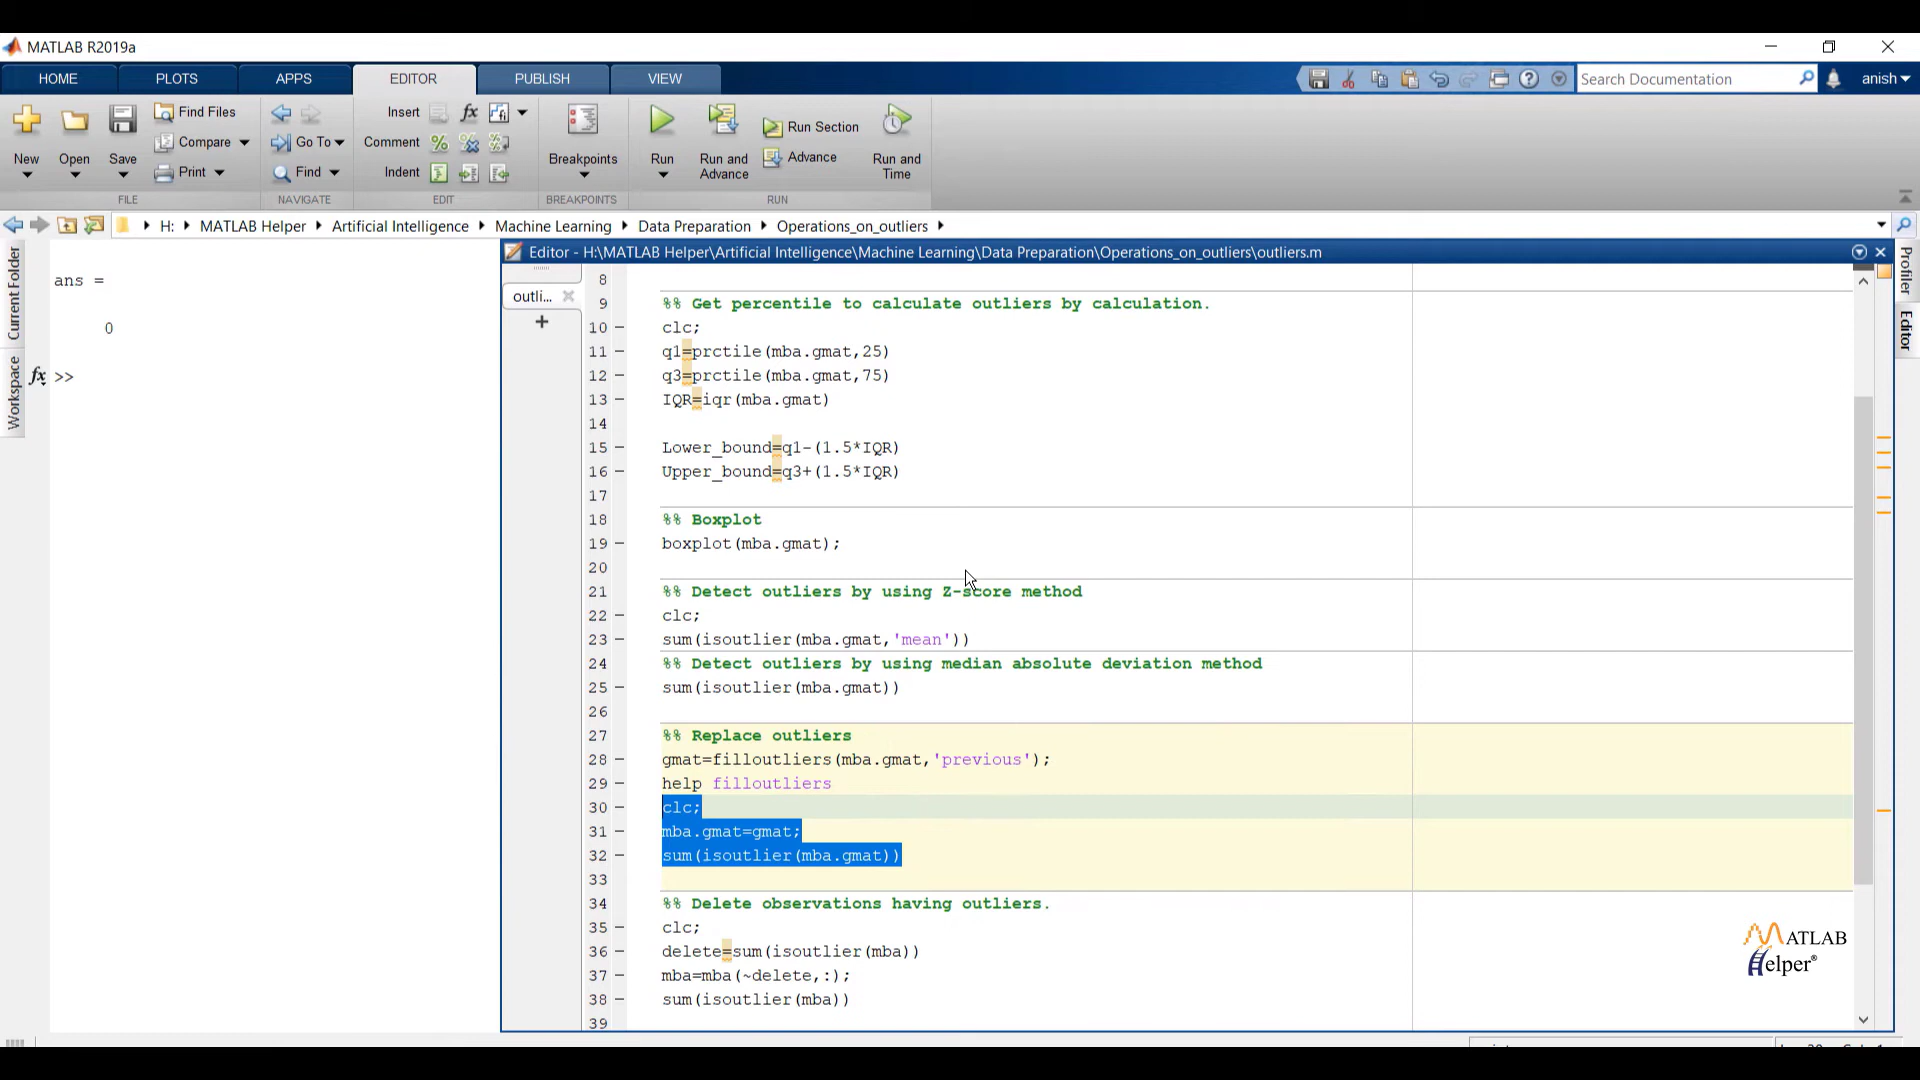 MATLAB R2019a
HOME PLOTS APPS EDITOR PUBLISH VIEW
Search Documentation
anish
New
Open
Save
Find Files
Compare
Print
FILE
Go To
Find
NAVIGATE
Insert fx
Comment
Indent
EDIT
Breakpoints
BREAKPOINTS
Run
Run and Advance
Run Section
Advance
Run and Time
RUN
H: MATLAB Helper Artificial Intelligence Machine Learning Data Preparation Operations_on_outliers
Current Folder
Workspace
ans =
0
fx >>
Editor - H:\MATLAB Helper\Artificial Intelligence\Machine Learning\Data Preparation\Operations_on_outliers\outliers.m
outli...
8
9 %% Get percentile to calculate outliers by calculation.
10 clc;
11 q1=prctile(mba.gmat,25)
12 q3=prctile(mba.gmat,75)
13 IQR=iqr(mba.gmat)
14
15 Lower_bound=q1-(1.5*IQR)
16 Upper_bound=q3+(1.5*IQR)
17
18 %% Boxplot
19 boxplot(mba.gmat);
20
21 %% Detect outliers by using Z-score method
22 clc;
23 sum(isoutlier(mba.gmat,'mean'))
24 %% Detect outliers by using median absolute deviation method
25 sum(isoutlier(mba.gmat))
26
27 %% Replace outliers
28 gmat=filloutliers(mba.gmat,'previous');
29 help filloutliers
30 clc;
31 mba.gmat=gmat;
32 sum(isoutlier(mba.gmat))
33
34 %% Delete observations having outliers.
35 clc;
36 delete=sum(isoutlier(mba))
37 mba=mba(~delete,:);
38 sum(isoutlier(mba))
39
Profiler
Editor
MATLAB
Helper®